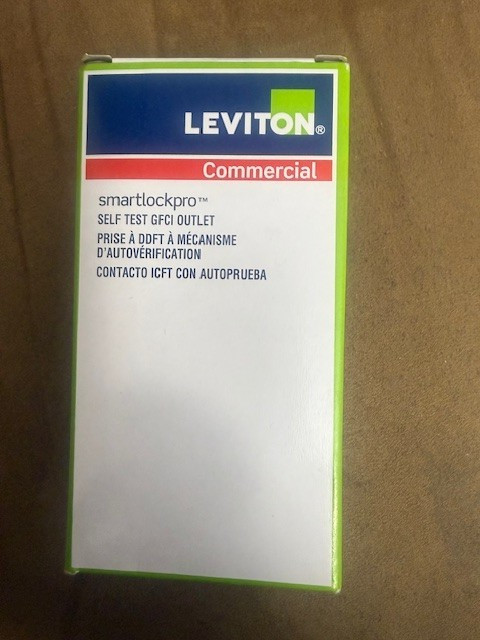 LEVITON®
Commercial
smartlockpro™
SELF TEST GFCI OUTLET
PRISE À DDFT À MÉCANISME
D'AUTOVÉRIFICATION
CONTACTO ICFT CON AUTOPRUEBA